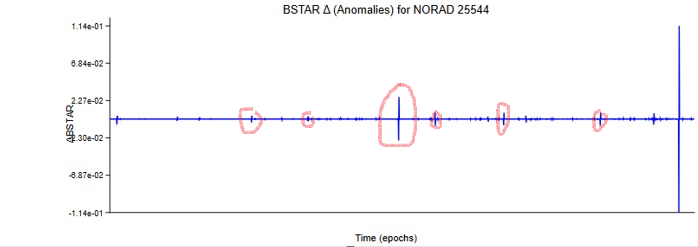 BSTAR Δ (Anomalies) for NORAD 25544
1.14e-01
6.84e-02
2.27e-02
ΔBSTAR
-2.30e-02
-6.87e-02
-1.14e-01
Time (epochs)